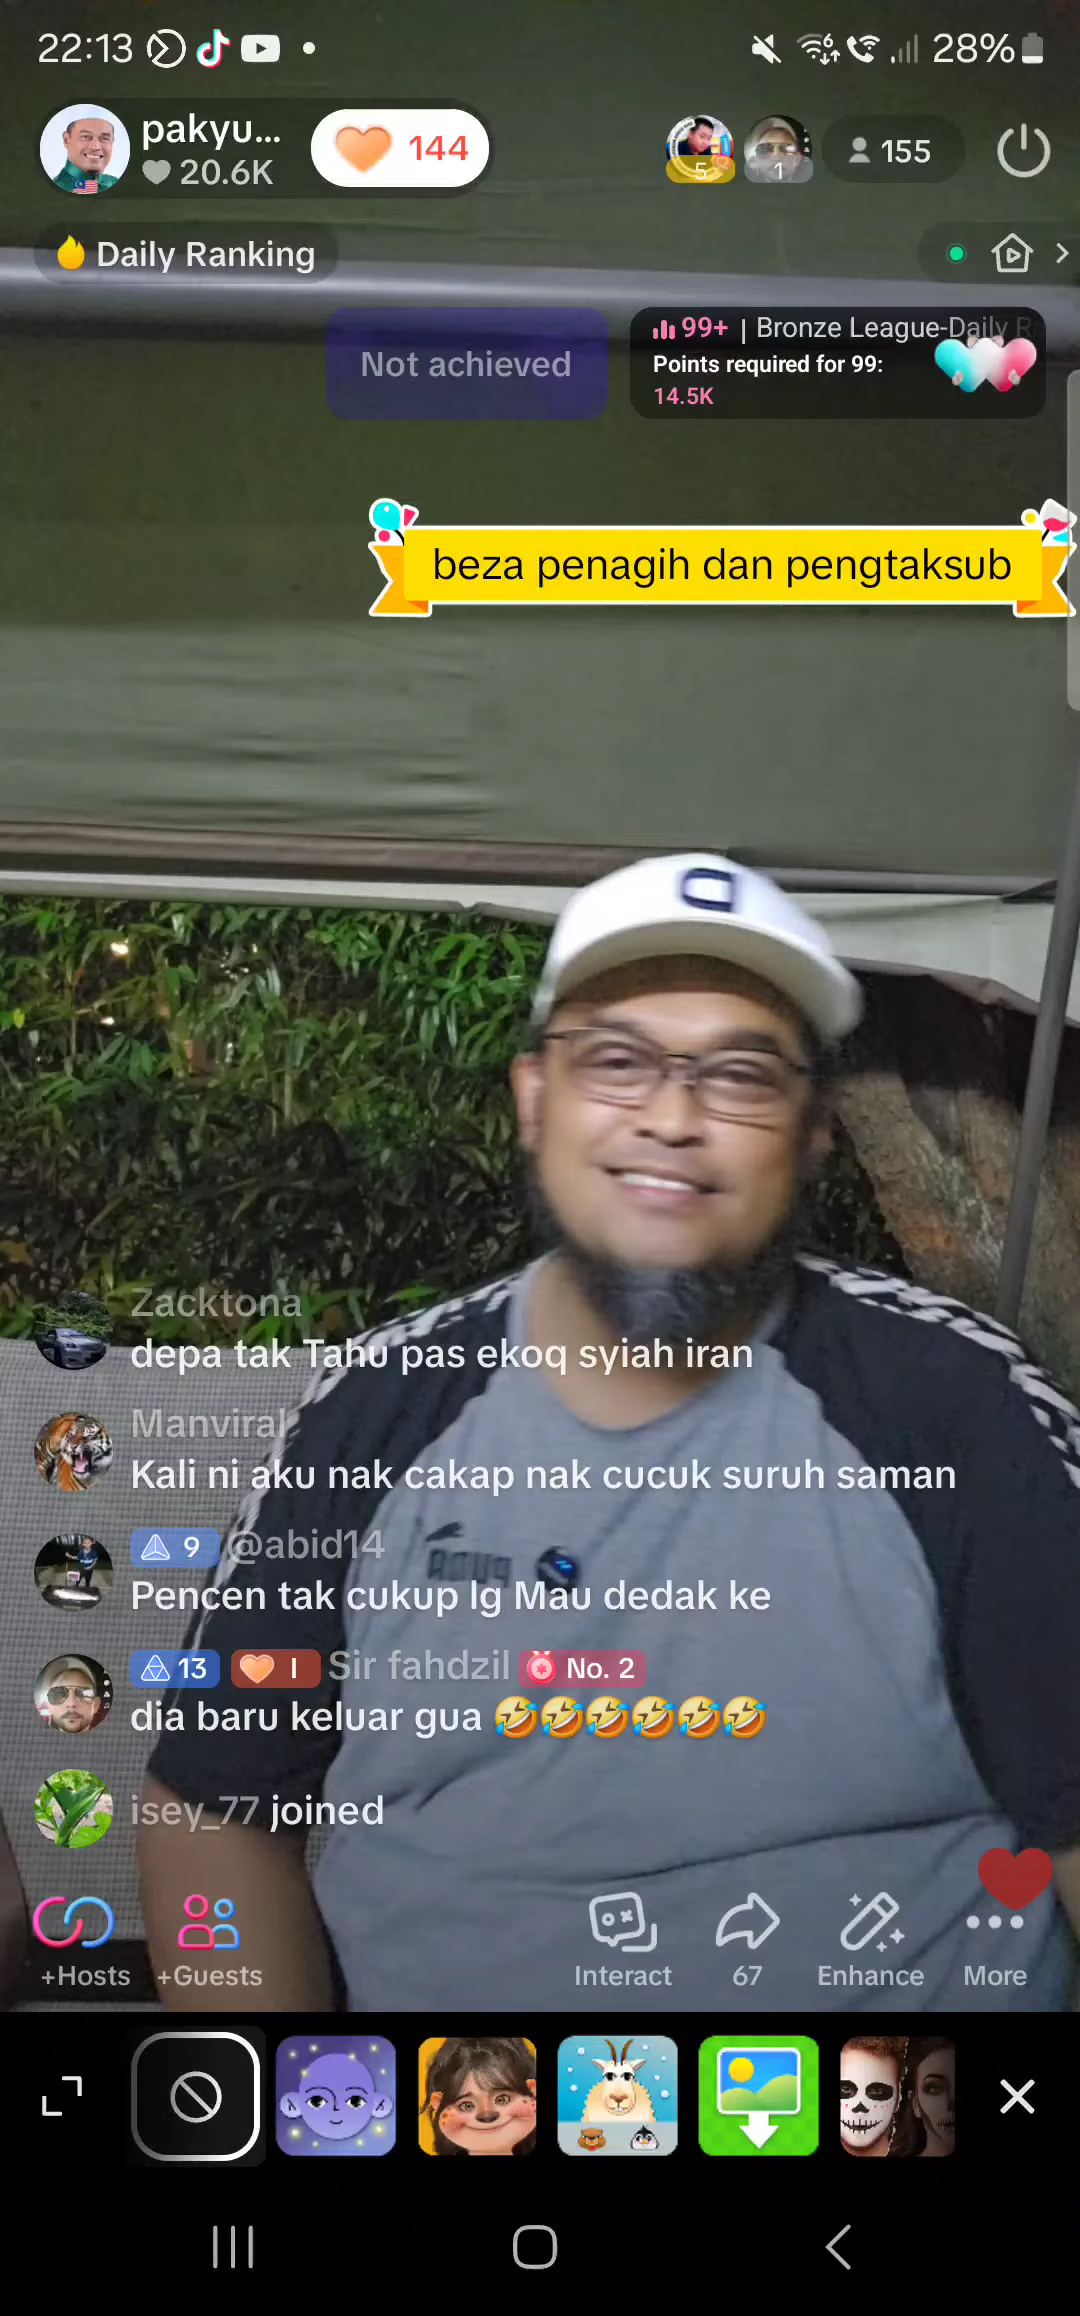 22:13
28%
pakyu...
20.6K
144
5
1
155
Daily Ranking
Not achieved
99+ | Bronze League-Daily R
Points required for 99:
14.5K
beza penagih dan pengtaksub
Zacktona
depa tak Tahu pas ekoq syiah iran
Manviral
Kali ni aku nak cakap nak cucuk suruh saman
9 @abid14
Pencen tak cukup lg Mau dedak ke
13 I Sir fahdzil No. 2
dia baru keluar gua 🤣🤣🤣🤣🤣🤣
isey_77 joined
+Hosts
+Guests
Interact
67
Enhance
More